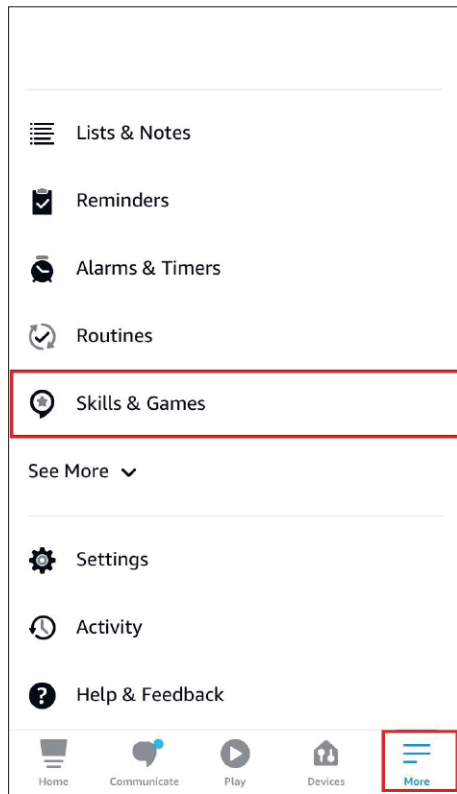 Lists & Notes
Reminders
Alarms & Timers
Routines
Skills & Games
See More
Settings
Activity
Help & Feedback
Home Communicate Play Devices More